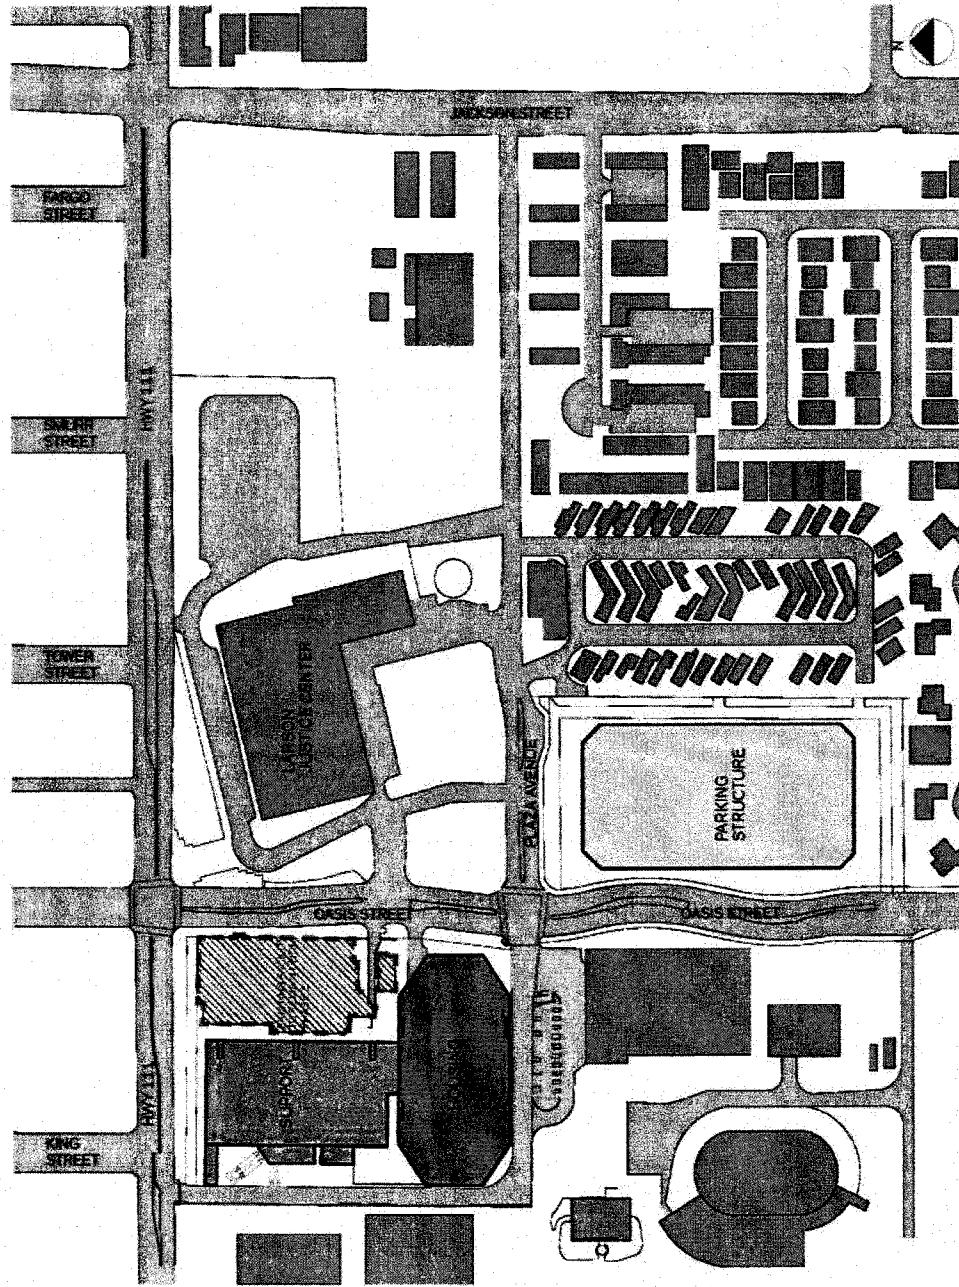 N
JACKSON STREET
FARGO
STREET
HWY 111
SMURR
STREET
TOWER
STREET
LARSON
JUSTICE CENTER
PLAZA AVENUE
PARKING
STRUCTURE
OASIS STREET
OASIS STREET
SUPPORT
HOUSING
HWY 111
KING
STREET